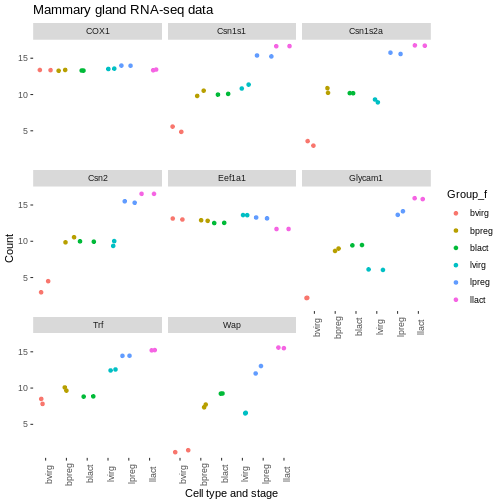 Mammary gland RNA-seq data
COX1 Csn1s1 Csn1s2a
15
10
5
Csn2 Eef1a1 Glycam1
15
10
5
Group_f
bvirg
bpreg
blact
lvirg
lpreg
llact
Count
Trf Wap
bvirg bpreg blact lvirg lpreg llact
15
10
5
bvirg bpreg blact lvirg lpreg llact bvirg bpreg blact lvirg lpreg llact
Cell type and stage